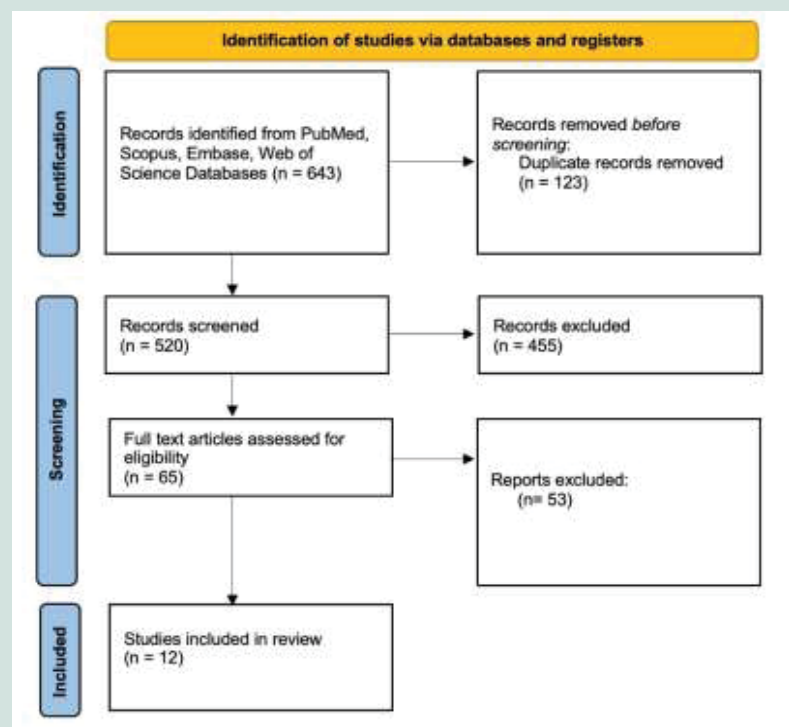 Identification of studies via databases and registers
Identification
Records identified from PubMed,
Scopus, Embase, Web of
Science Databases (n = 643)
Records removed before
screening:
Duplicate records removed
(n = 123)
Screening
Records screened
(n = 520)
Records excluded
(n = 455)
Full text articles assessed for
eligibility
(n = 65)
Reports excluded:
(n= 53)
Included
Studies included in review
(n = 12)